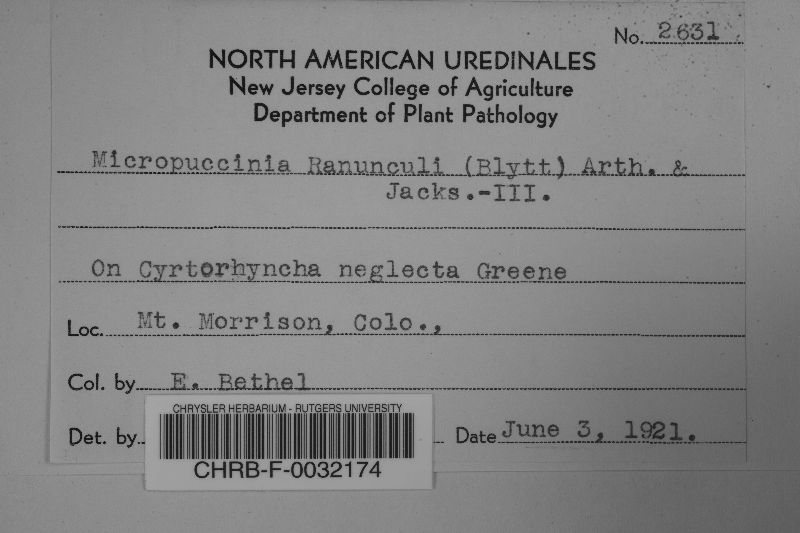 No. 2631
NORTH AMERICAN UREDINALES
New Jersey College of Agriculture
Department of Plant Pathology
Micropuccinia Ranunculi (Blytt) Arth. &
Jacks.-III.
On Cyrtorhyncha neglecta Greene
Loc. Mt. Morrison, Colo.,
Col. by E. Bethel
Det. by Date June 3, 1921.
CHRYSLER HERBARIUM - RUTGERS UNIVERSITY
CHRB-F-0032174